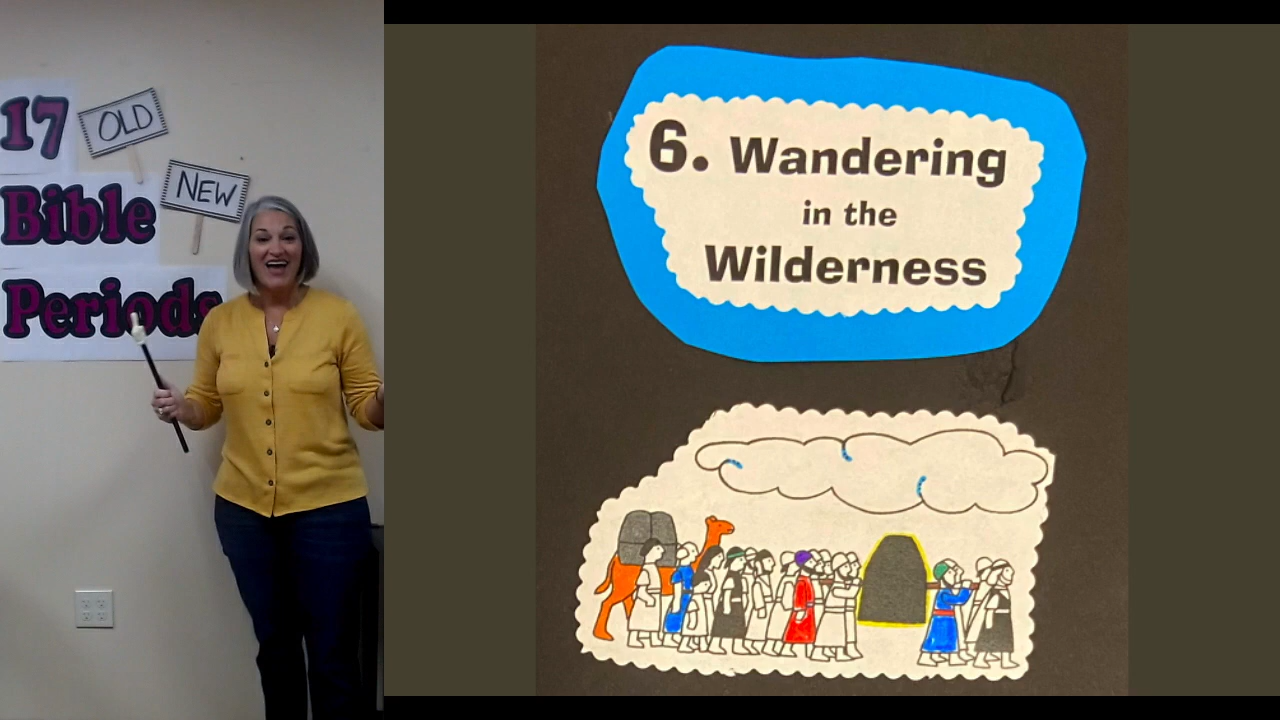 17
OLD
NEW
Bible
Periods
6. Wandering
in the
Wilderness